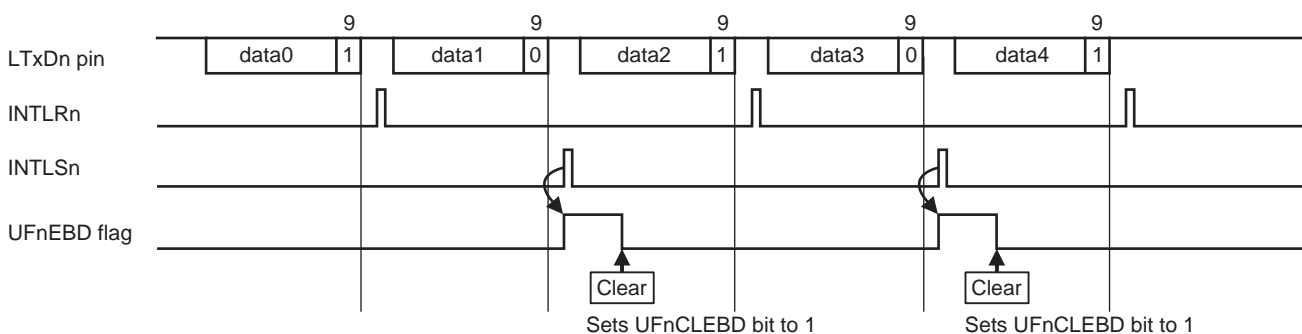 9 9 9 9 9
LTxDn pin data0 1 data1 0 data2 1 data3 0 data4 1
INTLRn
INTLSn
UFnEBD flag
Clear Clear
Sets UFnCLEBD bit to 1 Sets UFnCLEBD bit to 1